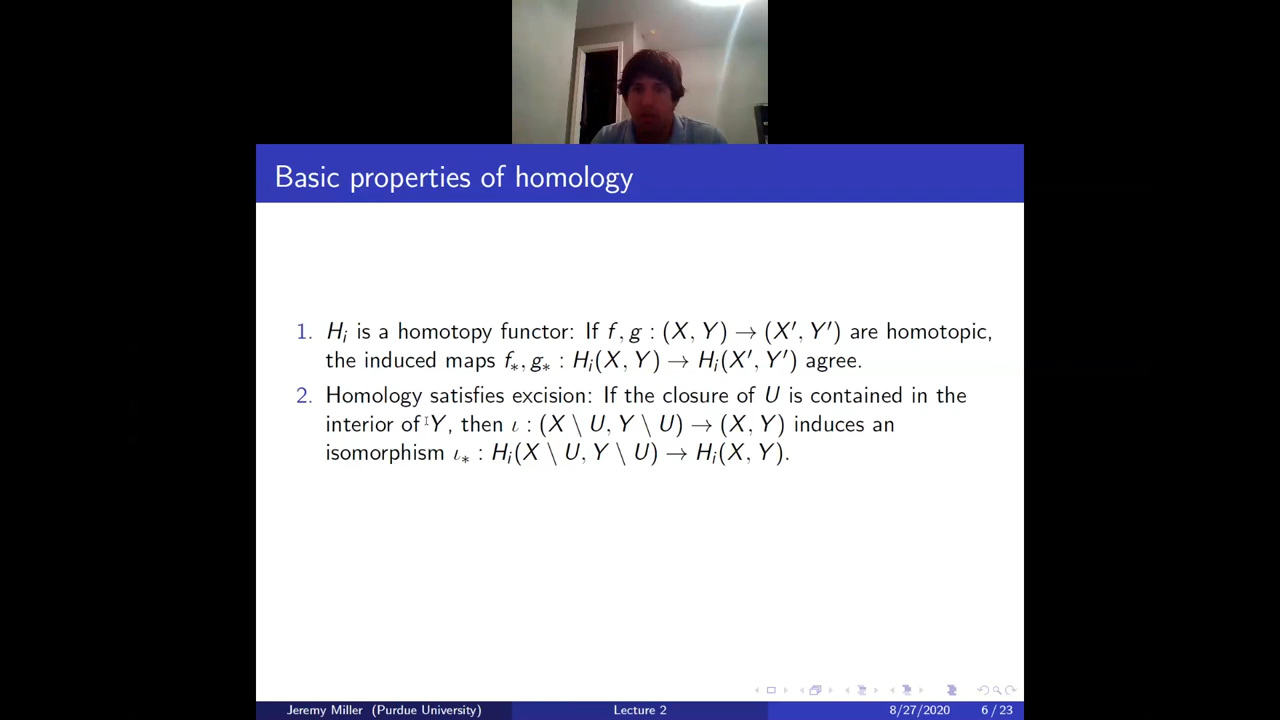 Basic properties of homology
1. Hᵢ is a homotopy functor: If f, g : (X, Y) → (X′, Y′) are homotopic,
the induced maps f∗, g∗ : Hᵢ(X, Y) → Hᵢ(X′, Y′) agree.
2. Homology satisfies excision: If the closure of U is contained in the
interior of Y, then ι : (X \ U, Y \ U) → (X, Y) induces an
isomorphism ι∗ : Hᵢ(X \ U, Y \ U) → Hᵢ(X, Y).
Jeremy Miller (Purdue University) Lecture 2 8/27/2020 6 / 23